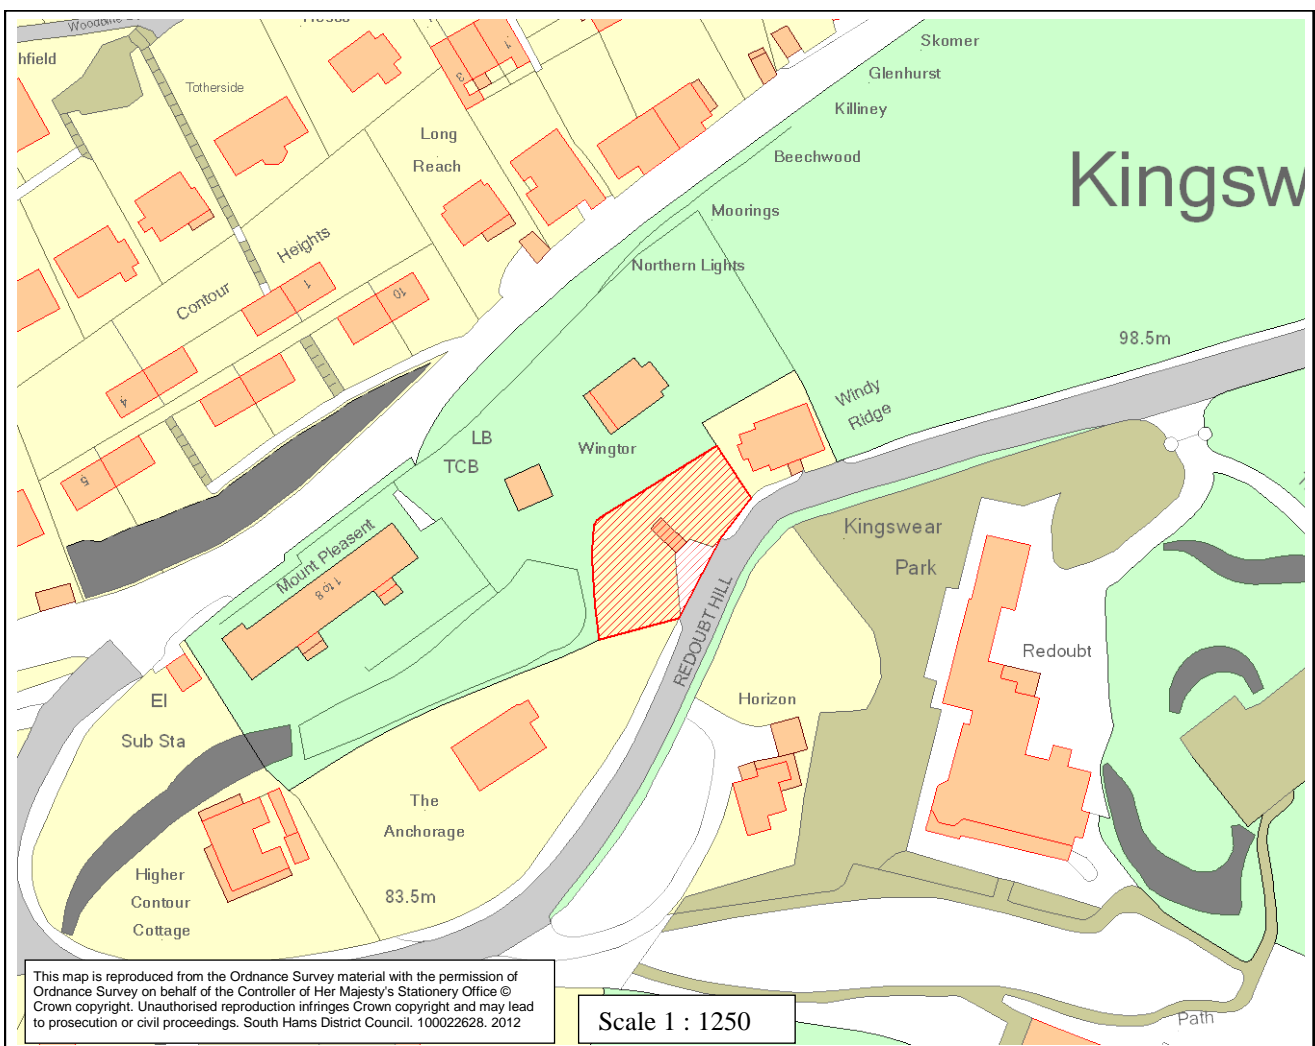 Woodbine
hfield
Totherside
3
1
Long
Reach
Skomer
Glenhurst
Killiney
Beechwood
Moorings
Northern Lights
Kingsw
Contour
Heights
1
10
4
5
98.5m
Windy
Ridge
LB
TCB
Wingtor
Mount Pleasent
1 to 8
Kingswear
Park
REDOUBT HILL
Redoubt
El
Sub Sta
Horizon
The
Anchorage
Higher
Contour
Cottage
83.5m
Path
This map is reproduced from the Ordnance Survey material with the permission of
Ordnance Survey on behalf of the Controller of Her Majesty's Stationery Office ©
Crown copyright. Unauthorised reproduction infringes Crown copyright and may lead
to prosecution or civil proceedings. South Hams District Council. 100022628. 2012
Scale 1 : 1250